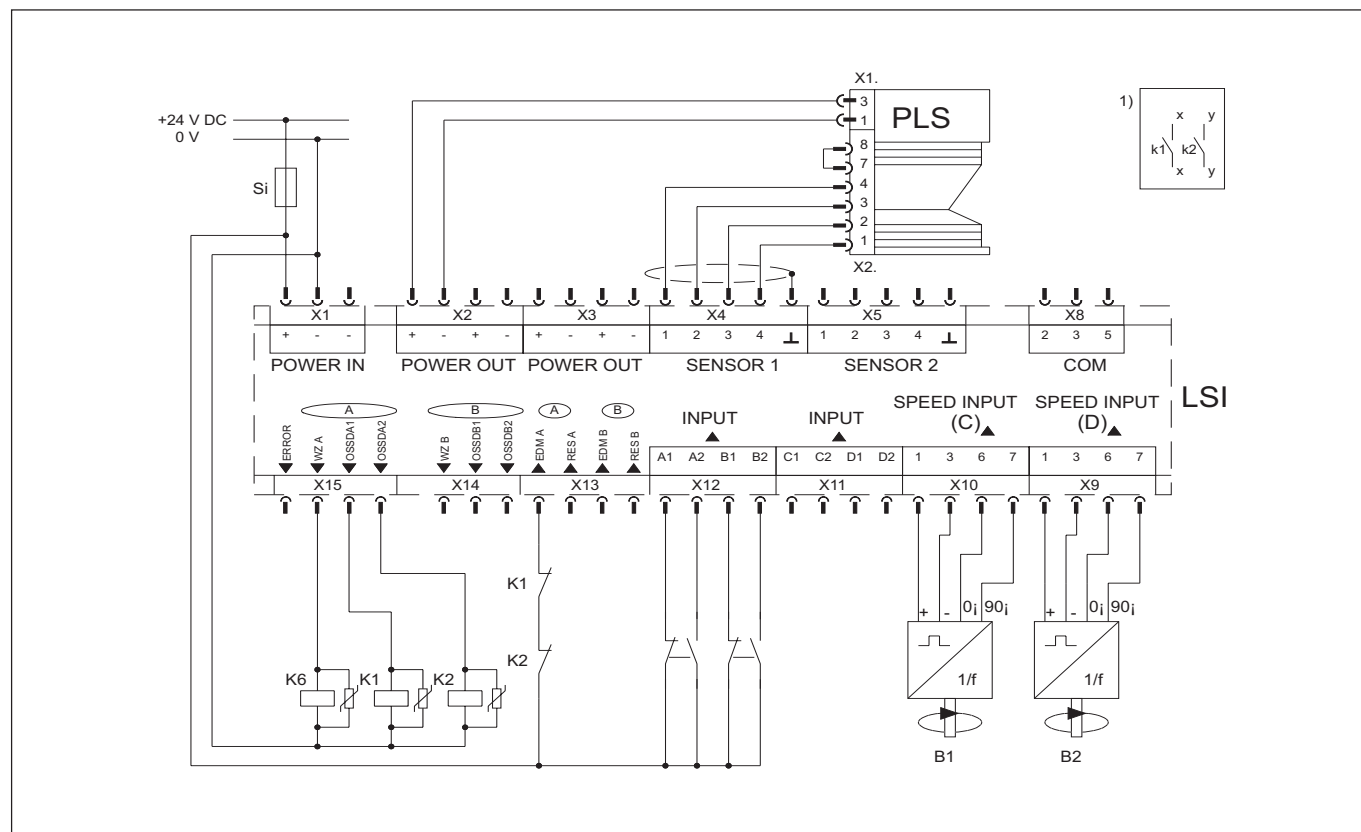 X1.
3
PLS
1)
+24 V DC
1
x y
0 V
8
k1 k2
7
x y
Si
4
3
2
1
X2.
X1 X2 X3 X4 X5 X8
+ - - + - + - + - + - 1 2 3 4 ⊥ 1 2 3 4 ⊥ 2 3 5
POWER IN POWER OUT POWER OUT SENSOR 1 SENSOR 2 COM
LSI
A B A B
INPUT INPUT SPEED INPUT (C) SPEED INPUT (D)
ERROR WZ A OSSDA1 OSSDA2 WZ B OSSDB1 OSSDB2 EDM A RES A EDM B RES B
A1 A2 B1 B2 C1 C2 D1 D2 1 3 6 7 1 3 6 7
X15 X14 X13 X12 X11 X10 X9
K1
+ - 0¡ 90¡ + - 0¡ 90¡
K2
K6 K1 K2
1/f 1/f
B1 B2